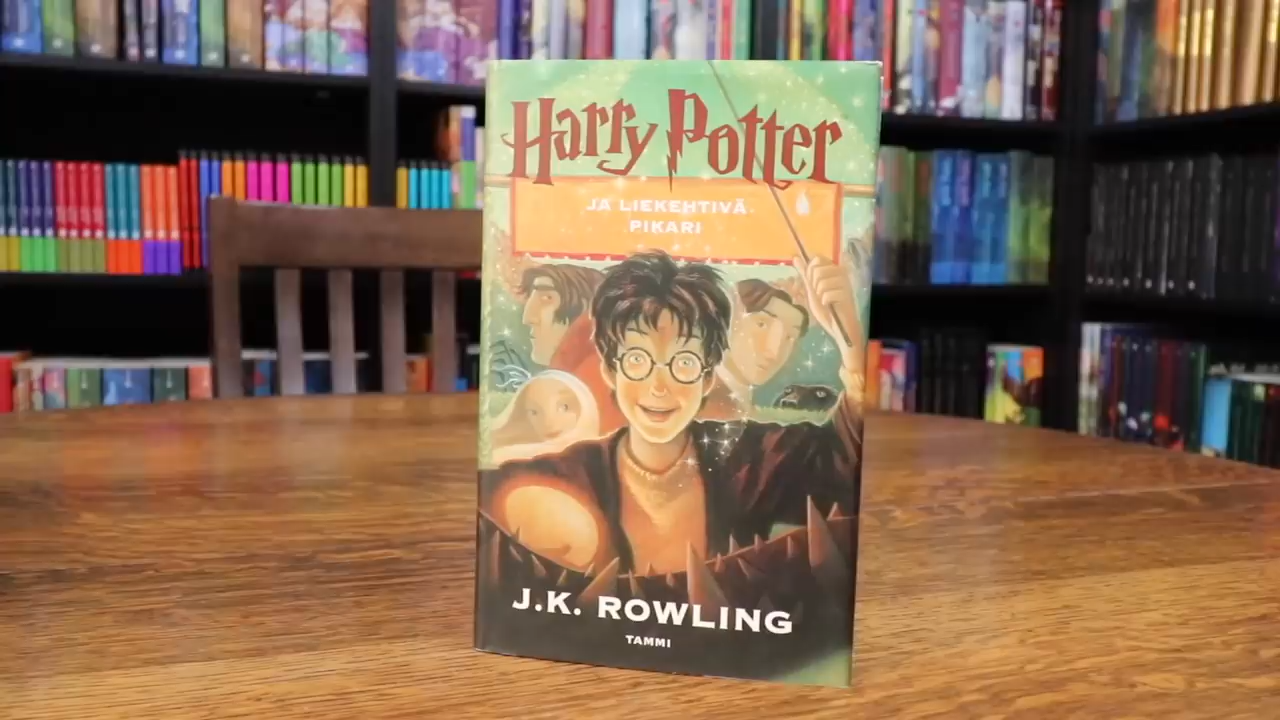 Harry Potter
JA LIEKEHTIVÄ
PIKARI
J.K. ROWLING
TAMMI